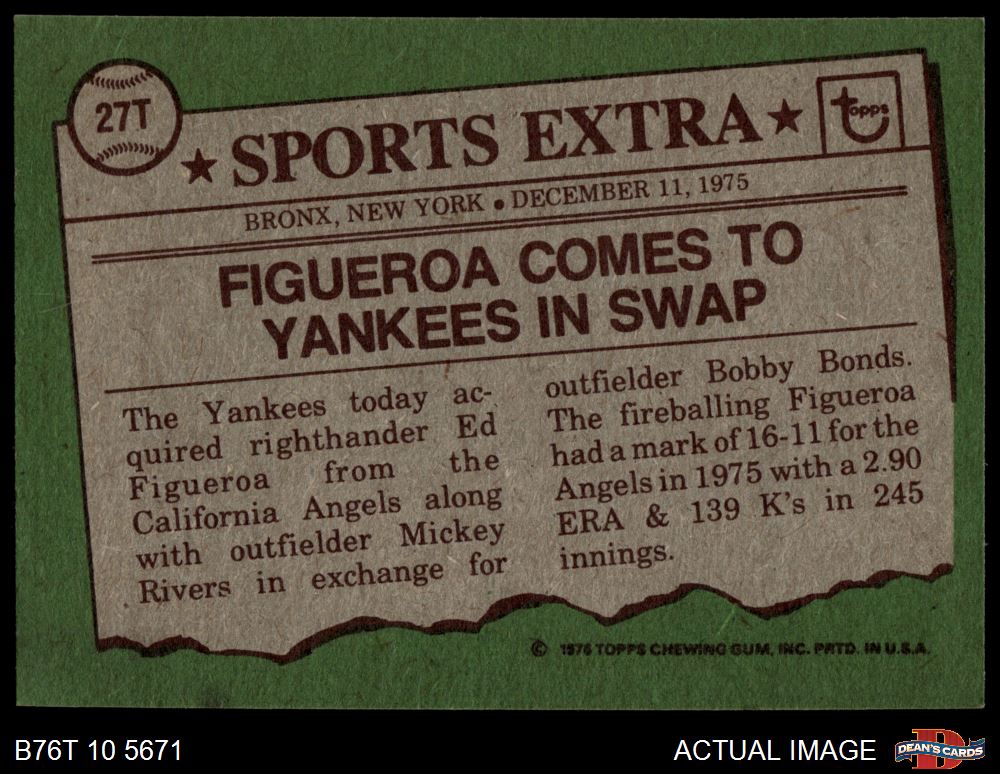 27T
★ SPORTS EXTRA ★
topps
BRONX, NEW YORK • DECEMBER 11, 1975
FIGUEROA COMES TO
YANKEES IN SWAP
The Yankees today ac-
quired righthander Ed
Figueroa from the
California Angels along
with outfielder Mickey
Rivers in exchange for
outfielder Bobby Bonds.
The fireballing Figueroa
had a mark of 16-11 for the
Angels in 1975 with a 2.90
ERA & 139 K's in 245
innings.
© 1976 TOPPS CHEWING GUM, INC. PRTD. IN U.S.A.
B76T 10 5671
ACTUAL IMAGE
DEAN'S CARDS